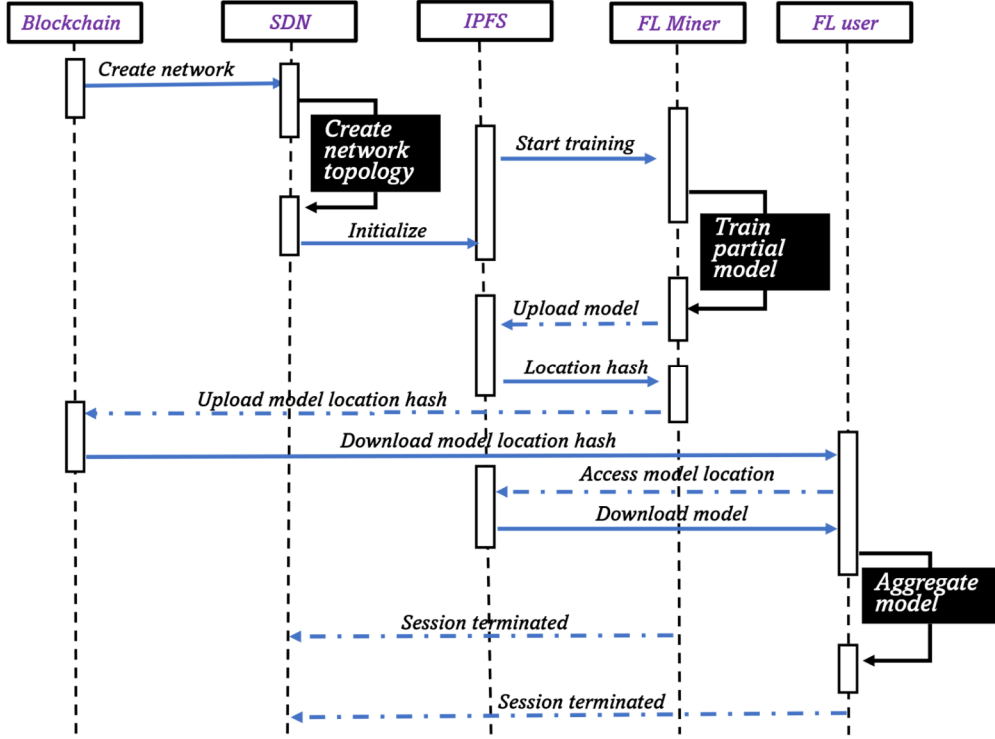 Blockchain
SDN
IPFS
FL Miner
FL user
Create network
Create
network
topology
Start training
Initialize
Train
partial
model
Upload model
Location hash
Upload model location hash
Download model location hash
Access model location
Download model
Aggregate
model
Session terminated
Session terminated